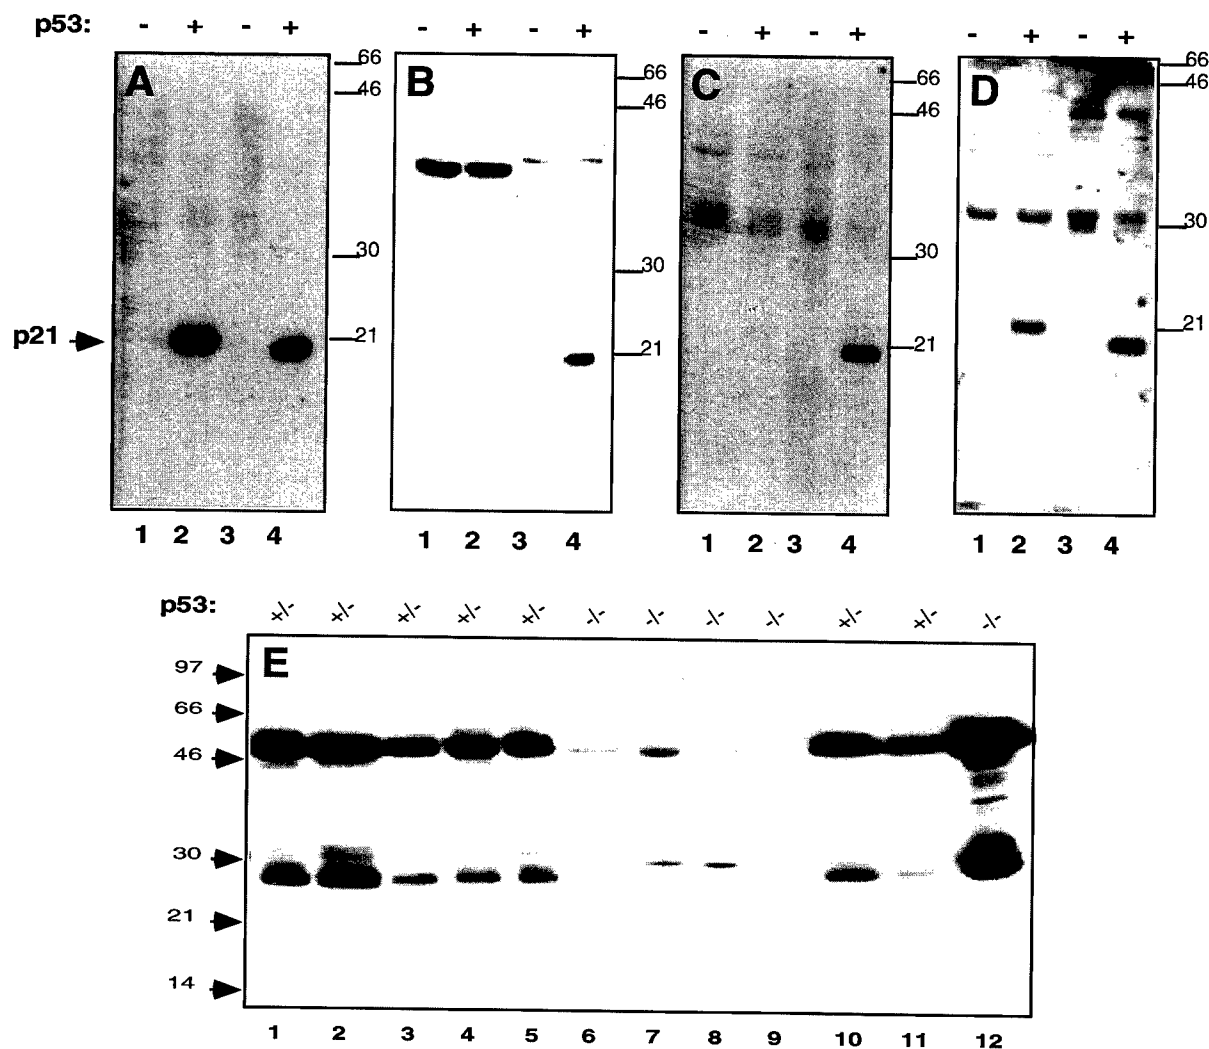 p53: - + - + - + - + - + - + - + - +
A B C D
66 66 66 66
46 46 46 46
30 30 30 30
p21 21 21 21 21
1 2 3 4 1 2 3 4 1 2 3 4 1 2 3 4
p53: +/- +/- +/- +/- +/- -/- -/- -/- -/- +/- +/- -/-
E
97
66
46
30
21
14
1 2 3 4 5 6 7 8 9 10 11 12